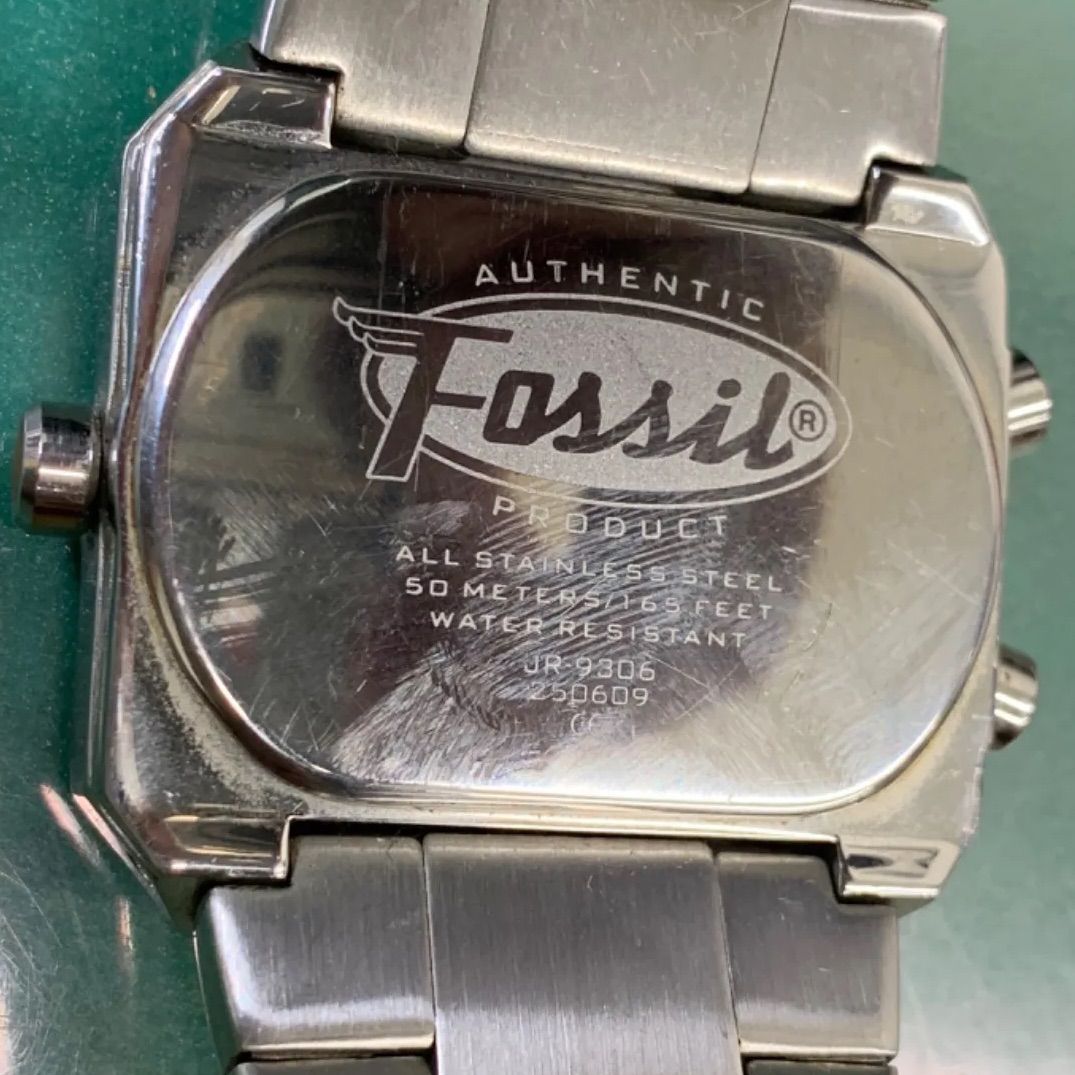 AUTHENTIC
Fossil®
PRODUCT
ALL STAINLESS STEEL
50 METERS/165 FEET
WATER RESISTANT
JR-9306
250609